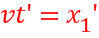 vt' = x₁'